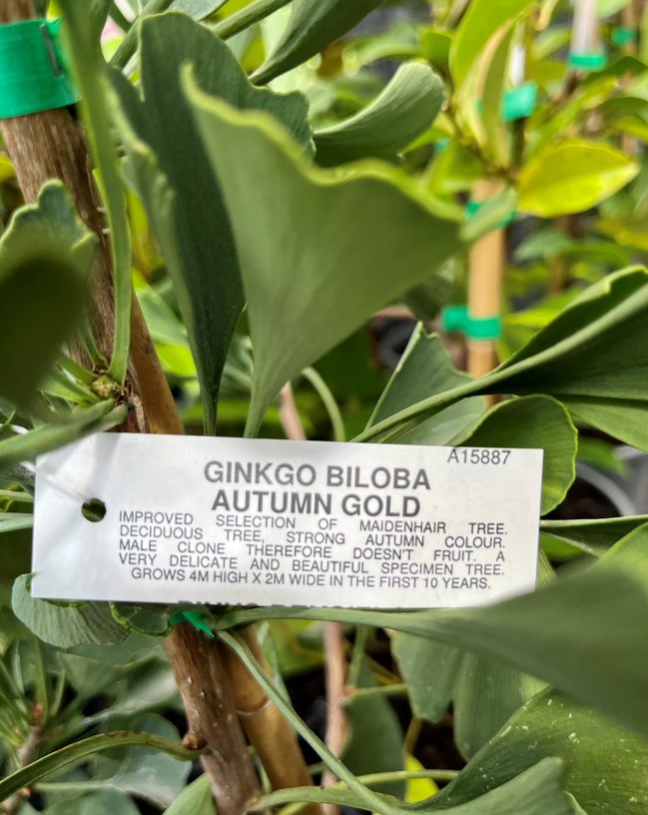 A15887
GINKGO BILOBA
AUTUMN GOLD
IMPROVED SELECTION OF MAIDENHAIR TREE.
DECIDUOUS TREE, STRONG AUTUMN COLOUR.
MALE CLONE THEREFORE DOESN'T FRUIT. A
VERY DELICATE AND BEAUTIFUL SPECIMEN TREE.
GROWS 4M HIGH X 2M WIDE IN THE FIRST 10 YEARS.